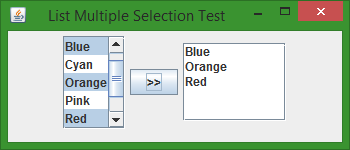 List Multiple Selection Test
Blue
Cyan
Orange
Pink
Red
>>
Blue
Orange
Red